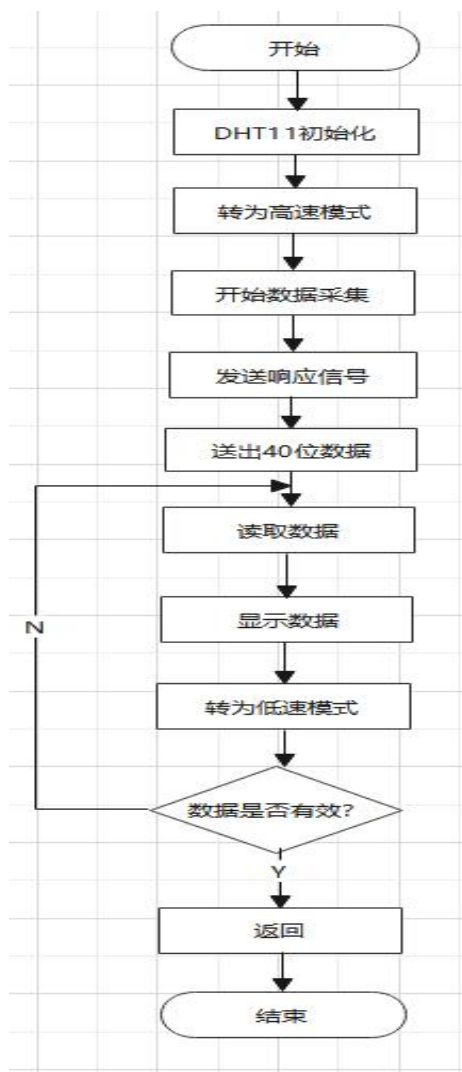 开始
DHT11初始化
转为高速模式
开始数据采集
发送响应信号
送出40位数据
读取数据
显示数据
N
转为低速模式
数据是否有效?
Y
返回
结束